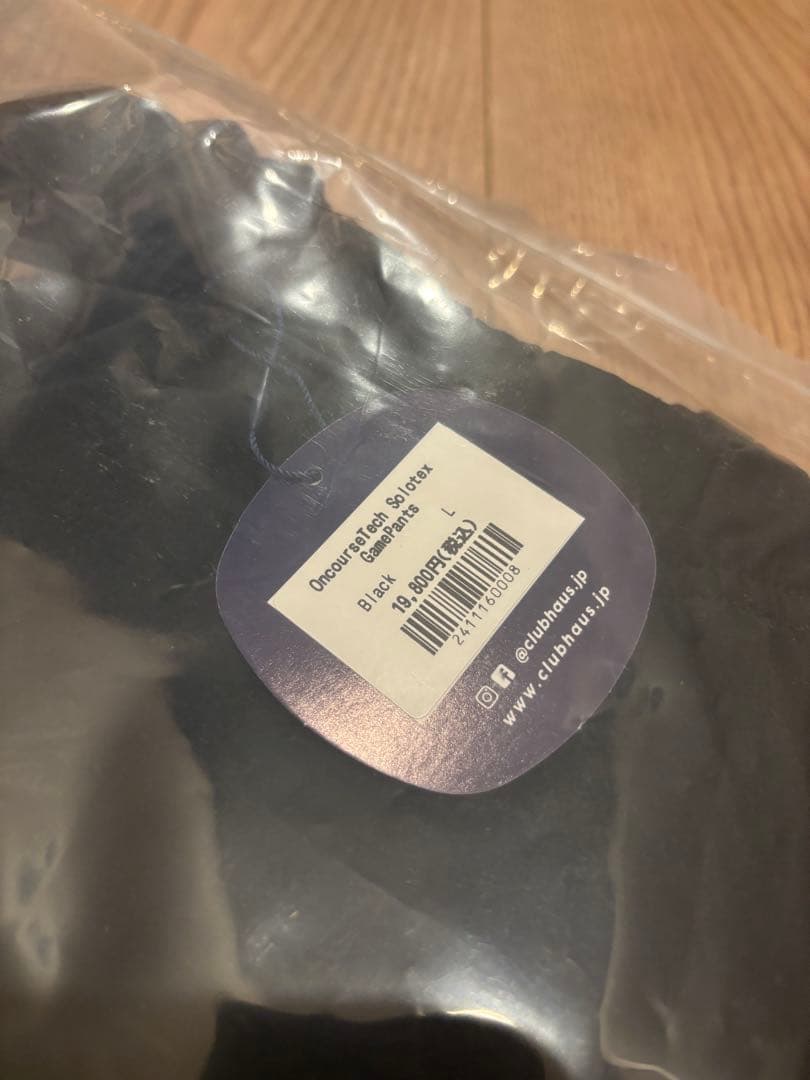 OncourseTech Solotex
GamePants
Black L
19,800円(税込)
2411160008
@clubhaus.jp
www.clubhaus.jp